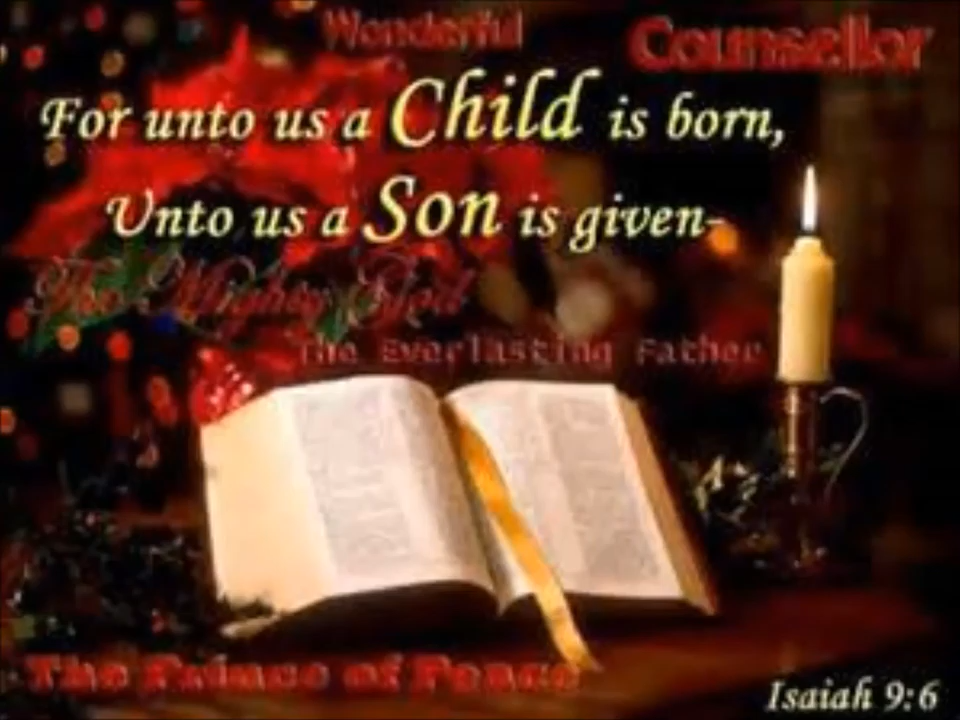 Wonderful
Counsellor
For unto us a Child is born,
Unto us a Son is given-
The Mighty God
The Everlasting Father
The Prince of Peace
Isaiah 9:6